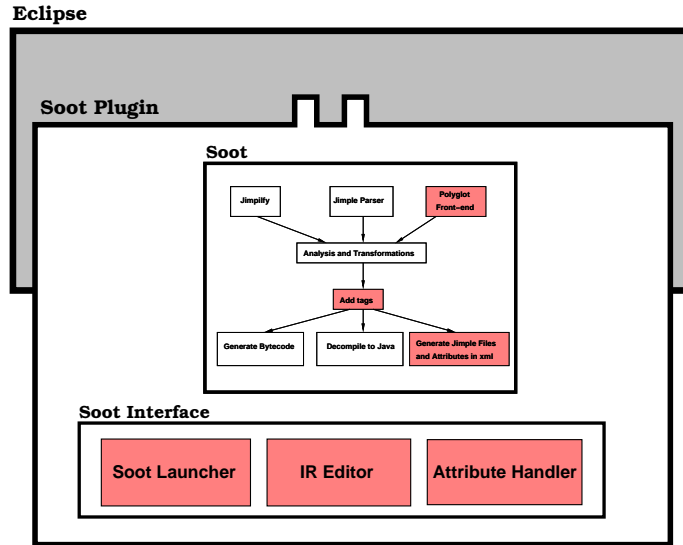 Eclipse
Soot Plugin
Soot
Jimpilfy
Jimple Parser
Polyglot
Front-end
Analysis and Transformations
Add tags
Generate Bytecode
Decompile to Java
Generate Jimple Files
and Attributes in xml
Soot Interface
Soot Launcher
IR Editor
Attribute Handler